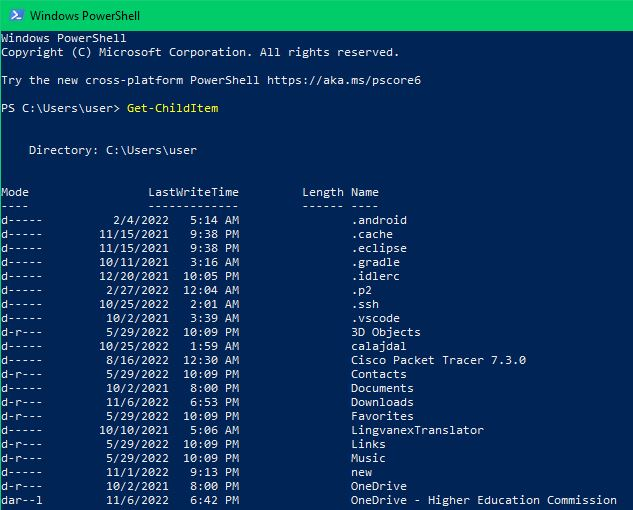 Windows PowerShell
Windows PowerShell
Copyright (C) Microsoft Corporation. All rights reserved.
Try the new cross-platform PowerShell https://aka.ms/pscore6
PS C:\Users\user> Get-ChildItem
Directory: C:\Users\user
Mode LastWriteTime Length Name
---- ------------- ------ ----
d----- 2/4/2022 5:14 AM .android
d----- 11/15/2021 9:38 PM .cache
d----- 11/15/2021 9:38 PM .eclipse
d----- 10/11/2021 3:16 AM .gradle
d----- 12/20/2021 10:05 PM .idlerc
d----- 2/27/2022 12:04 AM .p2
d----- 10/25/2022 2:01 AM .ssh
d----- 10/2/2021 3:39 AM .vscode
d-r--- 5/29/2022 10:09 PM 3D Objects
d----- 10/25/2022 1:59 AM calajdal
d----- 8/16/2022 12:30 AM Cisco Packet Tracer 7.3.0
d-r--- 5/29/2022 10:09 PM Contacts
d-r--- 10/2/2021 8:00 PM Documents
d-r--- 11/6/2022 6:53 PM Downloads
d-r--- 5/29/2022 10:09 PM Favorites
d----- 10/10/2021 5:06 AM LingvanexTranslator
d-r--- 5/29/2022 10:09 PM Links
d-r--- 5/29/2022 10:09 PM Music
d----- 11/1/2022 9:13 PM new
d-r--- 10/2/2021 8:00 PM OneDrive
dar--l 11/6/2022 6:42 PM OneDrive - Higher Education Commission